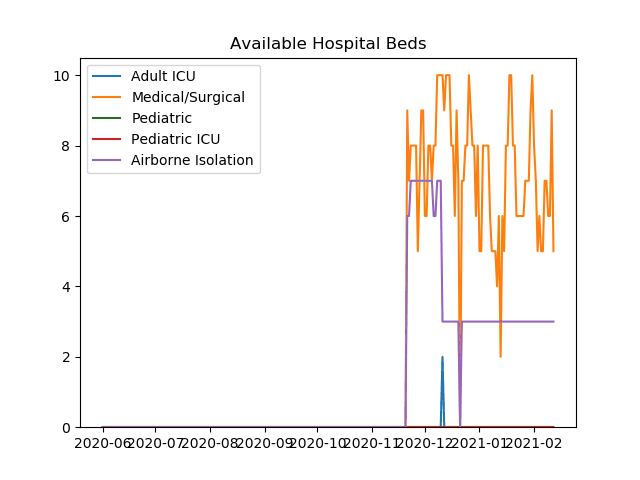 Available Hospital Beds
Adult ICU
Medical/Surgical
Pediatric
Pediatric ICU
Airborne Isolation
10
8
6
4
2
0
2020-06 2020-07 2020-08 2020-09 2020-10 2020-11 2020-12 2021-01 2021-02